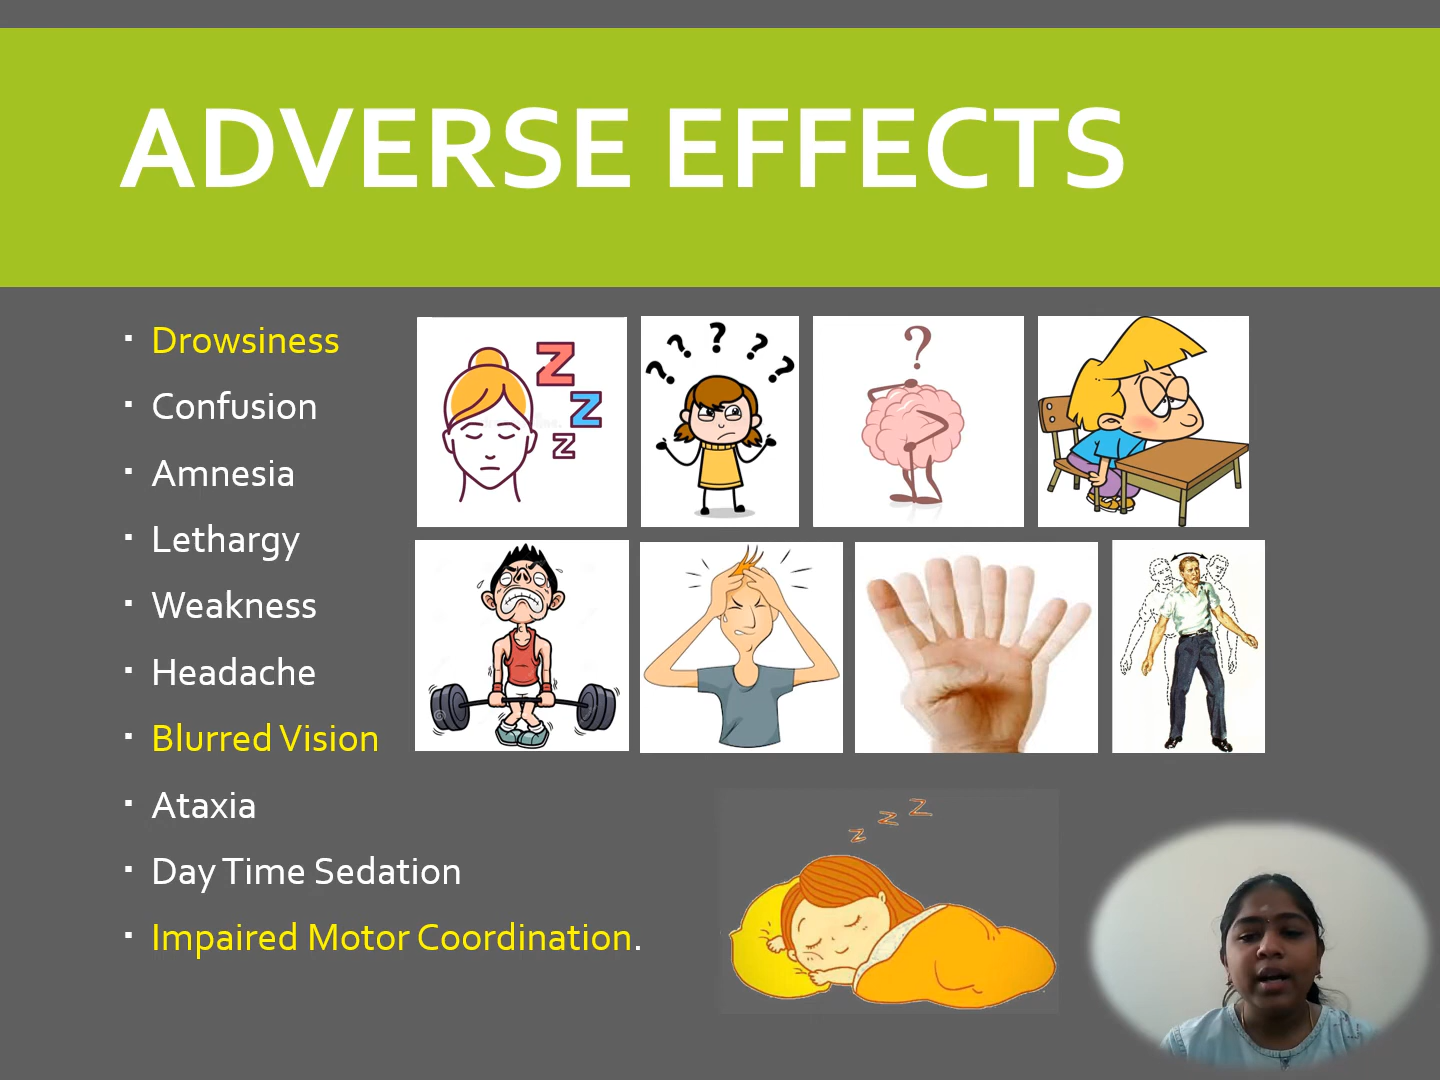 ADVERSE EFFECTS
Drowsiness
Confusion
Amnesia
Lethargy
Weakness
Headache
Blurred Vision
Ataxia
Day Time Sedation
Impaired Motor Coordination.
Z
Z
Z
? ? ? ? ?
?
z z Z